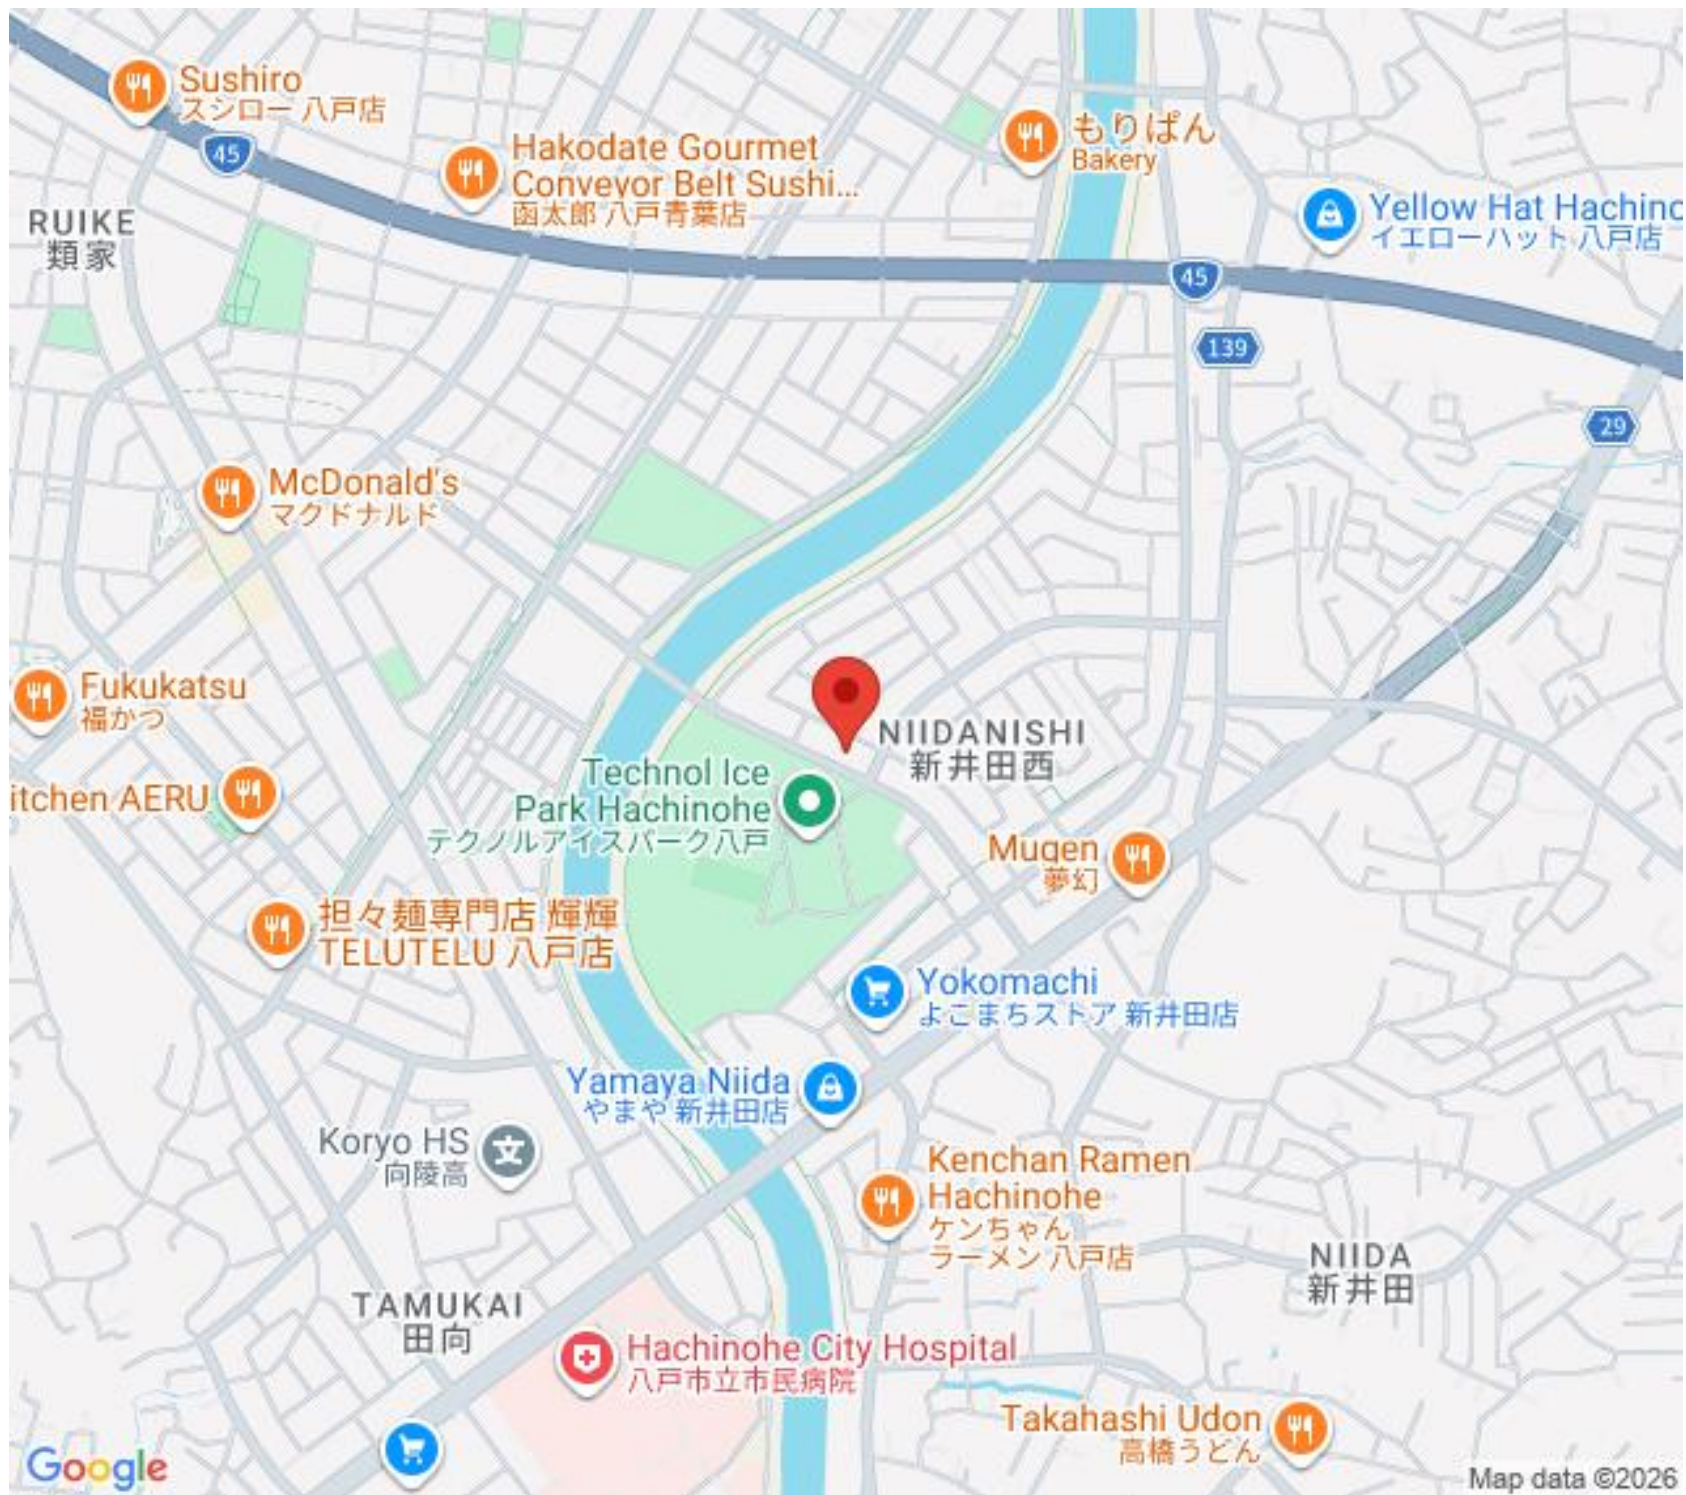 Sushiro
スシロー 八戸店
45
Hakodate Gourmet
Conveyor Belt Sushi...
函太郎 八戸青葉店
もりぱん
Bakery
Yellow Hat Hachino
イエローハット 八戸店
RUIKE
類家
45
139
29
McDonald's
マクドナルド
Fukukatsu
福かつ
NIIDANISHI
新井田西
Technol Ice
Park Hachinohe
テクノルアイスパーク八戸
itchen AERU
Mugen
夢幻
担々麺専門店 輝輝
TELUTELU 八戸店
Yokomachi
よこまちストア 新井田店
Yamaya Niida
やまや 新井田店
Koryo HS
向陵高
文
Kenchan Ramen
Hachinohe
ケンちゃん
ラーメン 八戸店
NIIDA
新井田
TAMUKAI
田向
Hachinohe City Hospital
八戸市立市民病院
Takahashi Udon
高橋うどん
Google
Map data ©2026